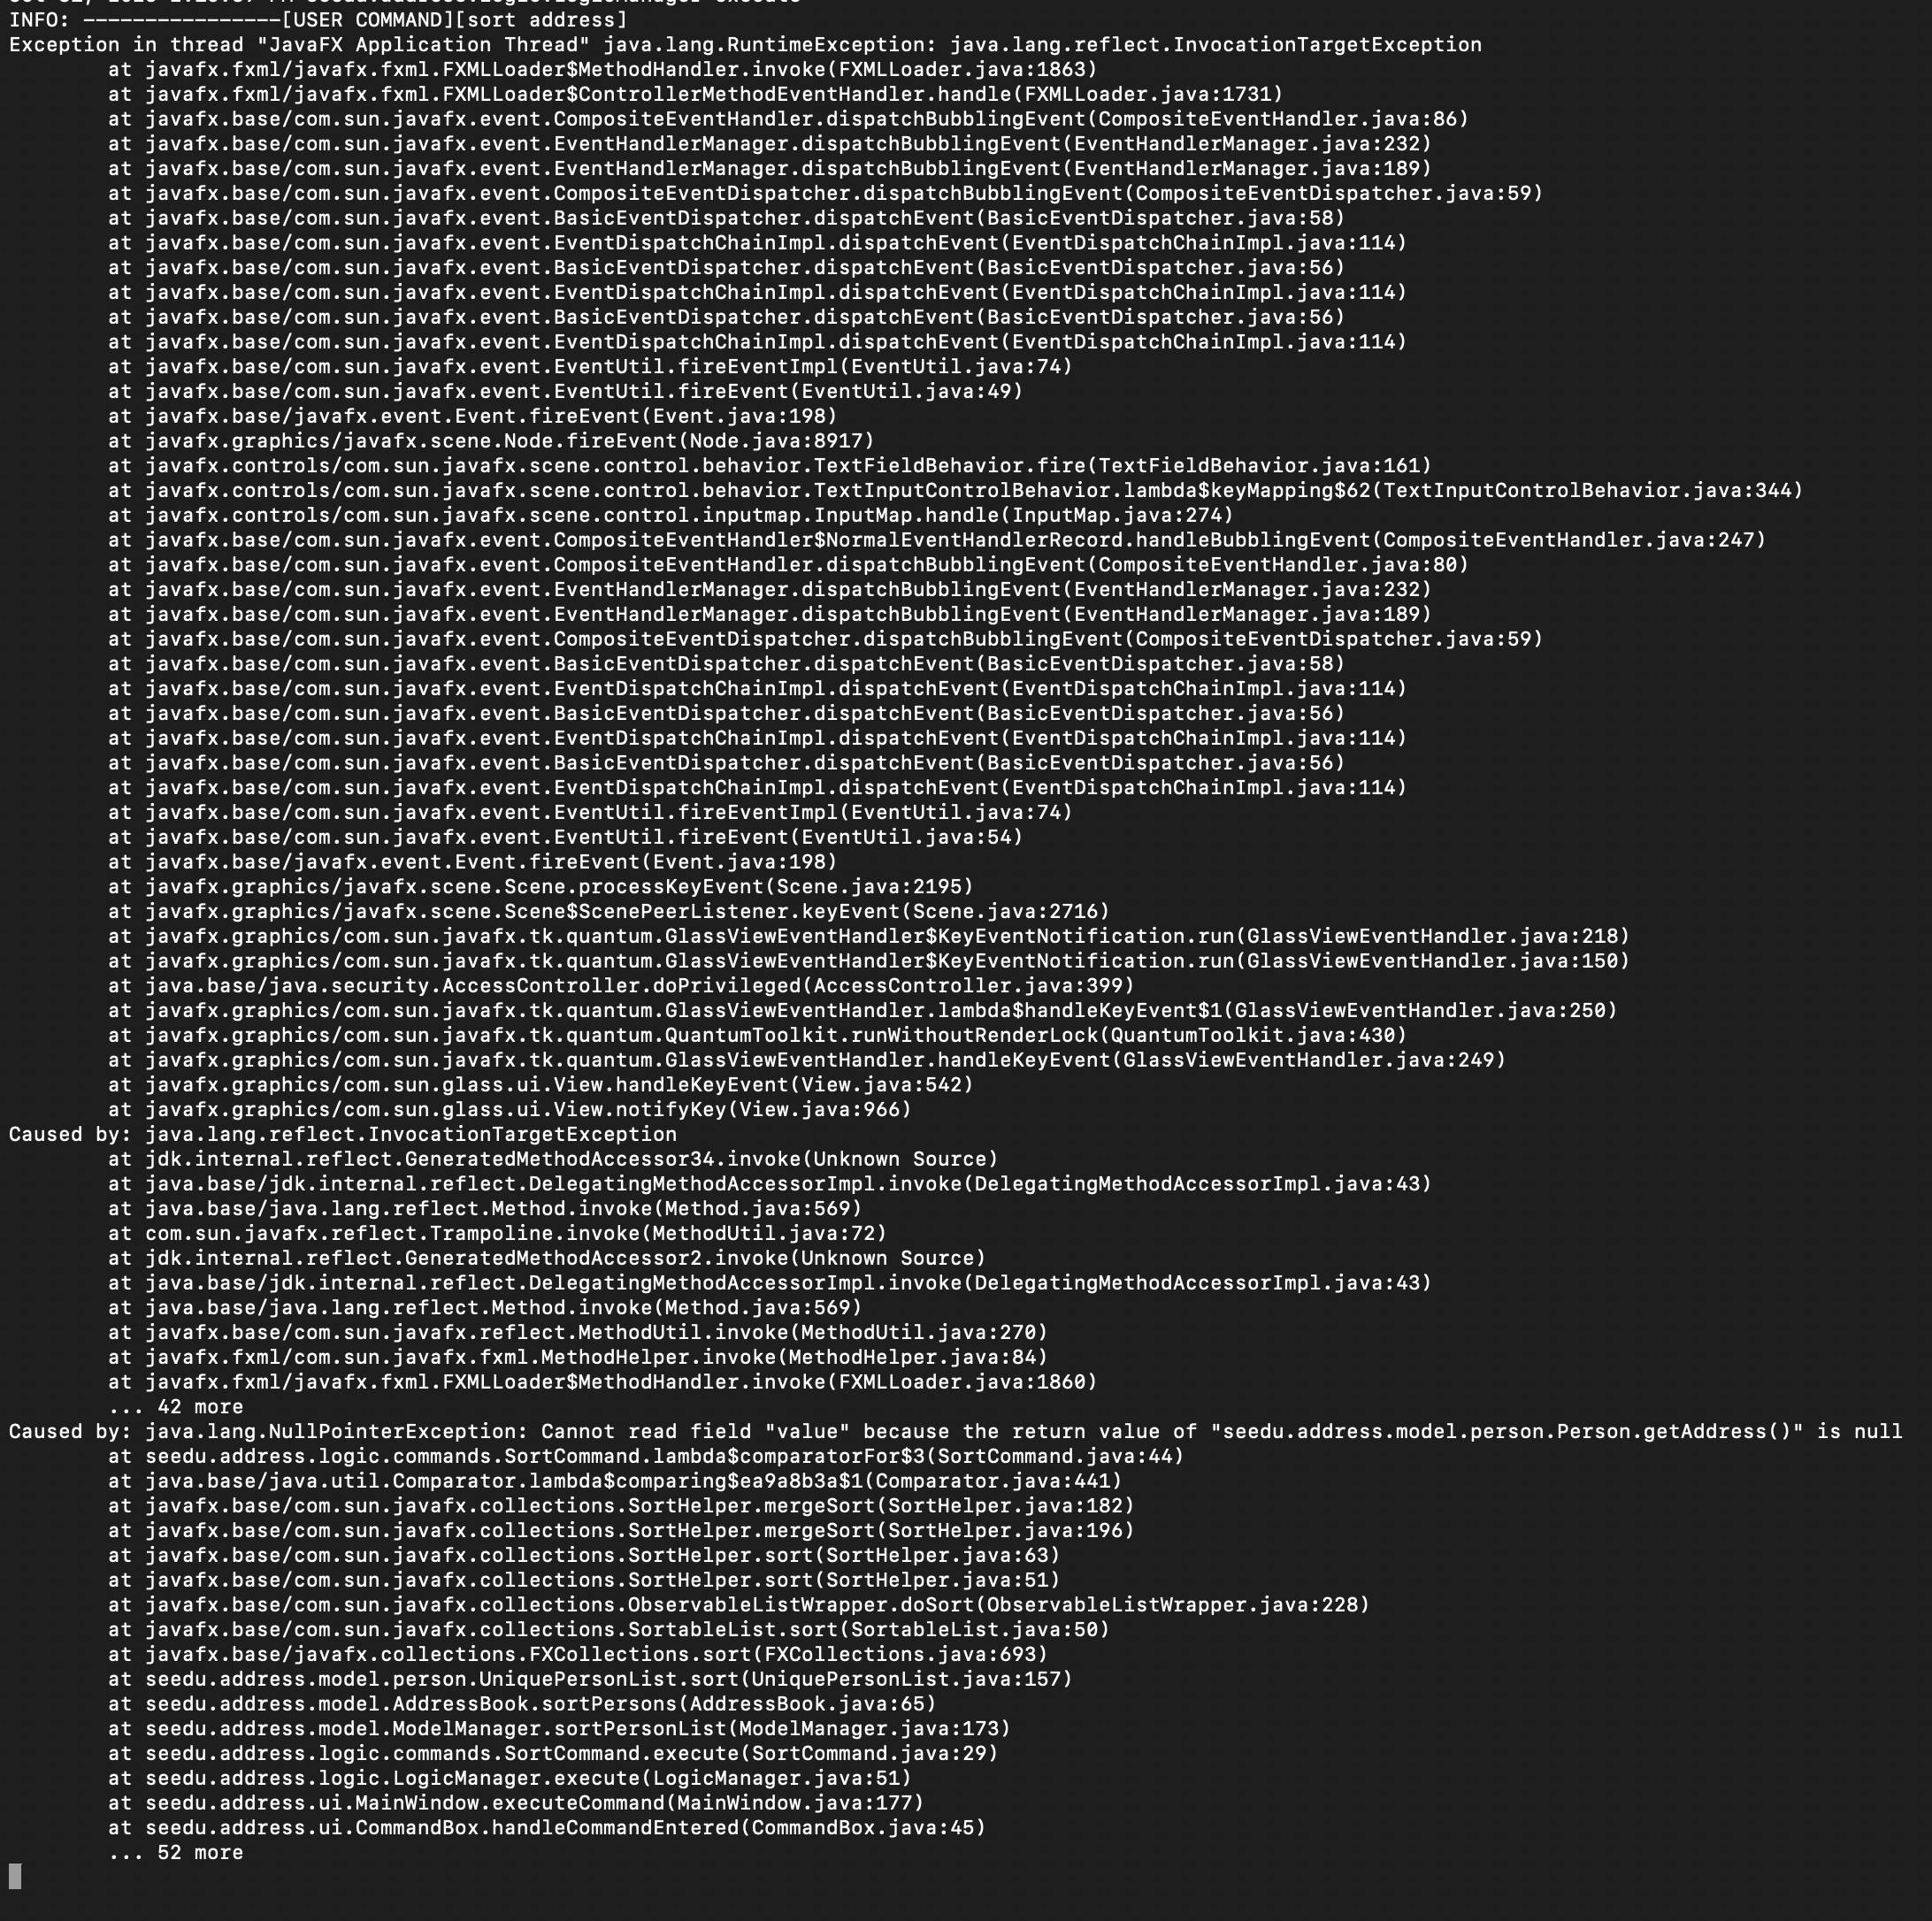 INFO: ----------------[USER COMMAND][sort address]
Exception in thread "JavaFX Application Thread" java.lang.RuntimeException: java.lang.reflect.InvocationTargetException
at javafx.fxml/javafx.fxml.FXMLLoader$MethodHandler.invoke(FXMLLoader.java:1863)
at javafx.fxml/javafx.fxml.FXMLLoader$ControllerMethodEventHandler.handle(FXMLLoader.java:1731)
at javafx.base/com.sun.javafx.event.CompositeEventHandler.dispatchBubblingEvent(CompositeEventHandler.java:86)
at javafx.base/com.sun.javafx.event.EventHandlerManager.dispatchBubblingEvent(EventHandlerManager.java:232)
at javafx.base/com.sun.javafx.event.EventHandlerManager.dispatchBubblingEvent(EventHandlerManager.java:189)
at javafx.base/com.sun.javafx.event.CompositeEventDispatcher.dispatchBubblingEvent(CompositeEventDispatcher.java:59)
at javafx.base/com.sun.javafx.event.BasicEventDispatcher.dispatchEvent(BasicEventDispatcher.java:58)
at javafx.base/com.sun.javafx.event.EventDispatchChainImpl.dispatchEvent(EventDispatchChainImpl.java:114)
at javafx.base/com.sun.javafx.event.BasicEventDispatcher.dispatchEvent(BasicEventDispatcher.java:56)
at javafx.base/com.sun.javafx.event.EventDispatchChainImpl.dispatchEvent(EventDispatchChainImpl.java:114)
at javafx.base/com.sun.javafx.event.BasicEventDispatcher.dispatchEvent(BasicEventDispatcher.java:56)
at javafx.base/com.sun.javafx.event.EventDispatchChainImpl.dispatchEvent(EventDispatchChainImpl.java:114)
at javafx.base/com.sun.javafx.event.EventUtil.fireEventImpl(EventUtil.java:74)
at javafx.base/com.sun.javafx.event.EventUtil.fireEvent(EventUtil.java:49)
at javafx.base/javafx.event.Event.fireEvent(Event.java:198)
at javafx.graphics/javafx.scene.Node.fireEvent(Node.java:8917)
at javafx.controls/com.sun.javafx.scene.control.behavior.TextFieldBehavior.fire(TextFieldBehavior.java:161)
at javafx.controls/com.sun.javafx.scene.control.behavior.TextInputControlBehavior.lambda$keyMapping$62(TextInputControlBehavior.java:344)
at javafx.controls/com.sun.javafx.scene.control.inputmap.InputMap.handle(InputMap.java:274)
at javafx.base/com.sun.javafx.event.CompositeEventHandler$NormalEventHandlerRecord.handleBubblingEvent(CompositeEventHandler.java:247)
at javafx.base/com.sun.javafx.event.CompositeEventHandler.dispatchBubblingEvent(CompositeEventHandler.java:80)
at javafx.base/com.sun.javafx.event.EventHandlerManager.dispatchBubblingEvent(EventHandlerManager.java:232)
at javafx.base/com.sun.javafx.event.EventHandlerManager.dispatchBubblingEvent(EventHandlerManager.java:189)
at javafx.base/com.sun.javafx.event.CompositeEventDispatcher.dispatchBubblingEvent(CompositeEventDispatcher.java:59)
at javafx.base/com.sun.javafx.event.BasicEventDispatcher.dispatchEvent(BasicEventDispatcher.java:58)
at javafx.base/com.sun.javafx.event.EventDispatchChainImpl.dispatchEvent(EventDispatchChainImpl.java:114)
at javafx.base/com.sun.javafx.event.BasicEventDispatcher.dispatchEvent(BasicEventDispatcher.java:56)
at javafx.base/com.sun.javafx.event.EventDispatchChainImpl.dispatchEvent(EventDispatchChainImpl.java:114)
at javafx.base/com.sun.javafx.event.BasicEventDispatcher.dispatchEvent(BasicEventDispatcher.java:56)
at javafx.base/com.sun.javafx.event.EventDispatchChainImpl.dispatchEvent(EventDispatchChainImpl.java:114)
at javafx.base/com.sun.javafx.event.EventUtil.fireEventImpl(EventUtil.java:74)
at javafx.base/com.sun.javafx.event.EventUtil.fireEvent(EventUtil.java:54)
at javafx.base/javafx.event.Event.fireEvent(Event.java:198)
at javafx.graphics/javafx.scene.Scene.processKeyEvent(Scene.java:2195)
at javafx.graphics/javafx.scene.Scene$ScenePeerListener.keyEvent(Scene.java:2716)
at javafx.graphics/com.sun.javafx.tk.quantum.GlassViewEventHandler$KeyEventNotification.run(GlassViewEventHandler.java:218)
at javafx.graphics/com.sun.javafx.tk.quantum.GlassViewEventHandler$KeyEventNotification.run(GlassViewEventHandler.java:150)
at java.base/java.security.AccessController.doPrivileged(AccessController.java:399)
at javafx.graphics/com.sun.javafx.tk.quantum.GlassViewEventHandler.lambda$handleKeyEvent$1(GlassViewEventHandler.java:250)
at javafx.graphics/com.sun.javafx.tk.quantum.QuantumToolkit.runWithoutRenderLock(QuantumToolkit.java:430)
at javafx.graphics/com.sun.javafx.tk.quantum.GlassViewEventHandler.handleKeyEvent(GlassViewEventHandler.java:249)
at javafx.graphics/com.sun.glass.ui.View.handleKeyEvent(View.java:542)
at javafx.graphics/com.sun.glass.ui.View.notifyKey(View.java:966)
Caused by: java.lang.reflect.InvocationTargetException
at jdk.internal.reflect.GeneratedMethodAccessor34.invoke(Unknown Source)
at java.base/jdk.internal.reflect.DelegatingMethodAccessorImpl.invoke(DelegatingMethodAccessorImpl.java:43)
at java.base/java.lang.reflect.Method.invoke(Method.java:569)
at com.sun.javafx.reflect.Trampoline.invoke(MethodUtil.java:72)
at jdk.internal.reflect.GeneratedMethodAccessor2.invoke(Unknown Source)
at java.base/jdk.internal.reflect.DelegatingMethodAccessorImpl.invoke(DelegatingMethodAccessorImpl.java:43)
at java.base/java.lang.reflect.Method.invoke(Method.java:569)
at javafx.base/com.sun.javafx.reflect.MethodUtil.invoke(MethodUtil.java:270)
at javafx.fxml/com.sun.javafx.fxml.MethodHelper.invoke(MethodHelper.java:84)
at javafx.fxml/javafx.fxml.FXMLLoader$MethodHandler.invoke(FXMLLoader.java:1860)
... 42 more
Caused by: java.lang.NullPointerException: Cannot read field "value" because the return value of "seedu.address.model.person.Person.getAddress()" is null
at seedu.address.logic.commands.SortCommand.lambda$comparatorFor$3(SortCommand.java:44)
at java.base/java.util.Comparator.lambda$comparing$ea9a8b3a$1(Comparator.java:441)
at javafx.base/com.sun.javafx.collections.SortHelper.mergeSort(SortHelper.java:182)
at javafx.base/com.sun.javafx.collections.SortHelper.mergeSort(SortHelper.java:196)
at javafx.base/com.sun.javafx.collections.SortHelper.sort(SortHelper.java:63)
at javafx.base/com.sun.javafx.collections.SortHelper.sort(SortHelper.java:51)
at javafx.base/com.sun.javafx.collections.ObservableListWrapper.doSort(ObservableListWrapper.java:228)
at javafx.base/com.sun.javafx.collections.SortableList.sort(SortableList.java:50)
at javafx.base/javafx.collections.FXCollections.sort(FXCollections.java:693)
at seedu.address.model.person.UniquePersonList.sort(UniquePersonList.java:157)
at seedu.address.model.AddressBook.sortPersons(AddressBook.java:65)
at seedu.address.model.ModelManager.sortPersonList(ModelManager.java:173)
at seedu.address.logic.commands.SortCommand.execute(SortCommand.java:29)
at seedu.address.logic.LogicManager.execute(LogicManager.java:51)
at seedu.address.ui.MainWindow.executeCommand(MainWindow.java:177)
at seedu.address.ui.CommandBox.handleCommandEntered(CommandBox.java:45)
... 52 more